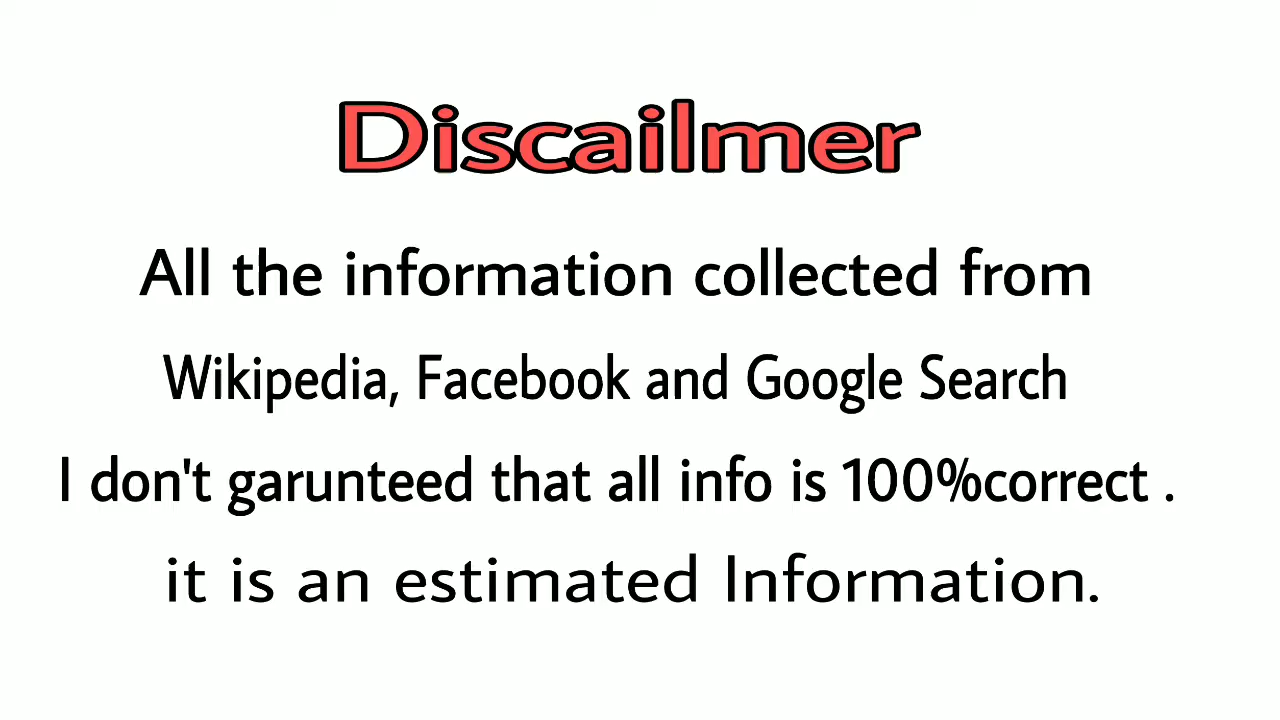 Discailmer
All the information collected from
Wikipedia, Facebook and Google Search
I don't garunteed that all info is 100%correct .
it is an estimated Information.